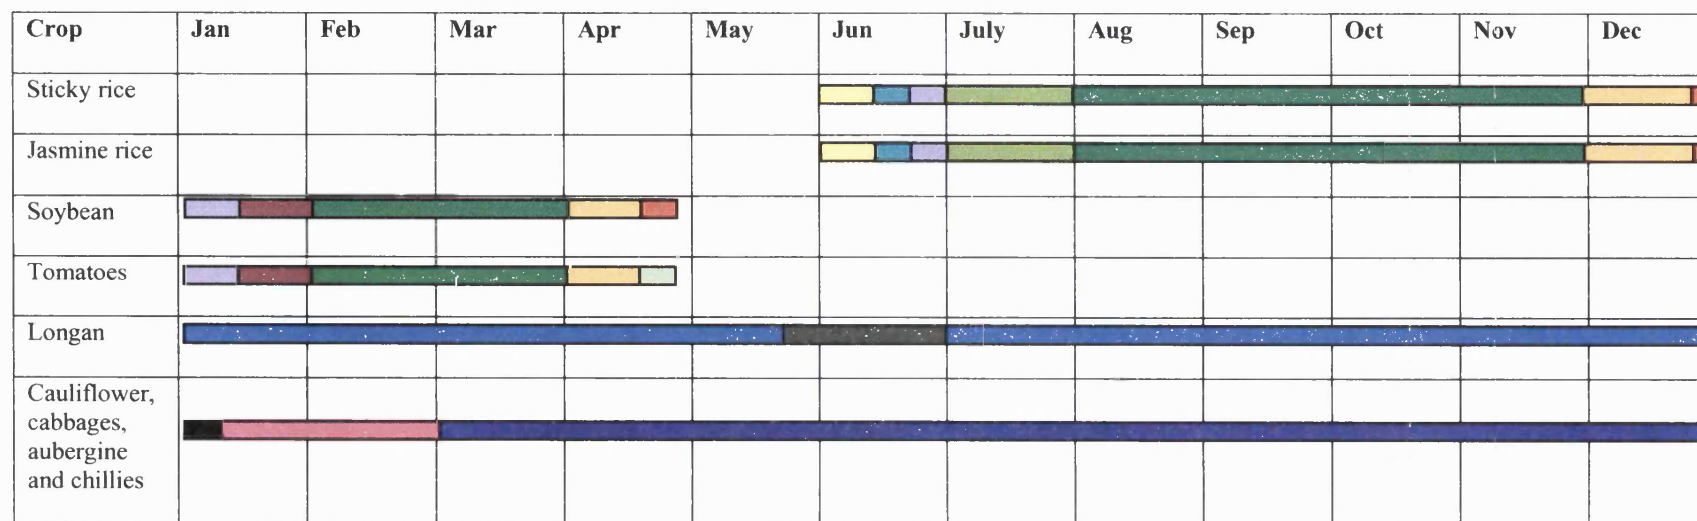 Crop Jan Feb Mar Apr May Jun July Aug Sep Oct Nov Dec
Sticky rice
Jasmine rice
Soybean
Tomatoes
Longan
Cauliflower,
cabbages,
aubergine
and chillies